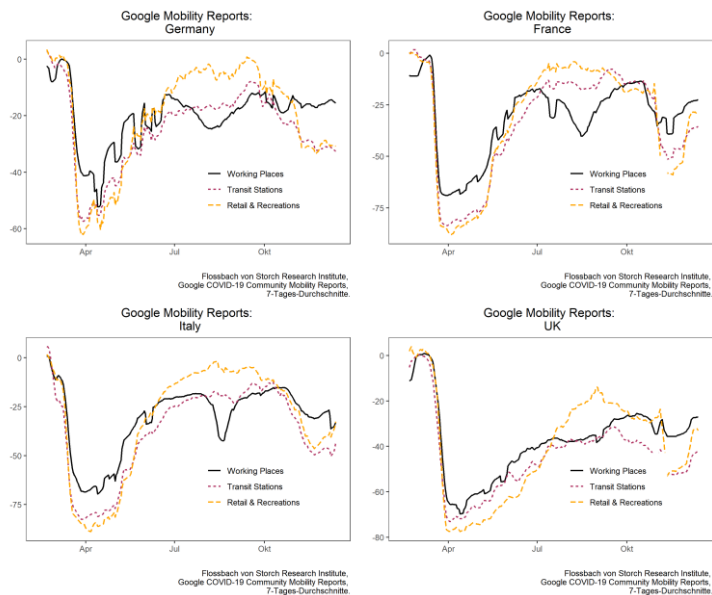 Google Mobility Reports:
Germany
0
-20
-40
-60
Working Places
Transit Stations
Retail & Recreations
Apr
Jul
Okt
Flossbach von Storch Research Institute,
Google COVID-19 Community Mobility Reports,
7-Tages-Durchschnitte.
Google Mobility Reports:
France
0
-25
-50
-75
Working Places
Transit Stations
Retail & Recreations
Apr
Jul
Okt
Flossbach von Storch Research Institute,
Google COVID-19 Community Mobility Reports,
7-Tages-Durchschnitte.
Google Mobility Reports:
Italy
0
-25
-50
-75
Working Places
Transit Stations
Retail & Recreations
Apr
Jul
Okt
Flossbach von Storch Research Institute,
Google COVID-19 Community Mobility Reports,
7-Tages-Durchschnitte.
Google Mobility Reports:
UK
0
-20
-40
-60
-80
Working Places
Transit Stations
Retail & Recreations
Apr
Jul
Okt
Flossbach von Storch Research Institute,
Google COVID-19 Community Mobility Reports,
7-Tages-Durchschnitte.